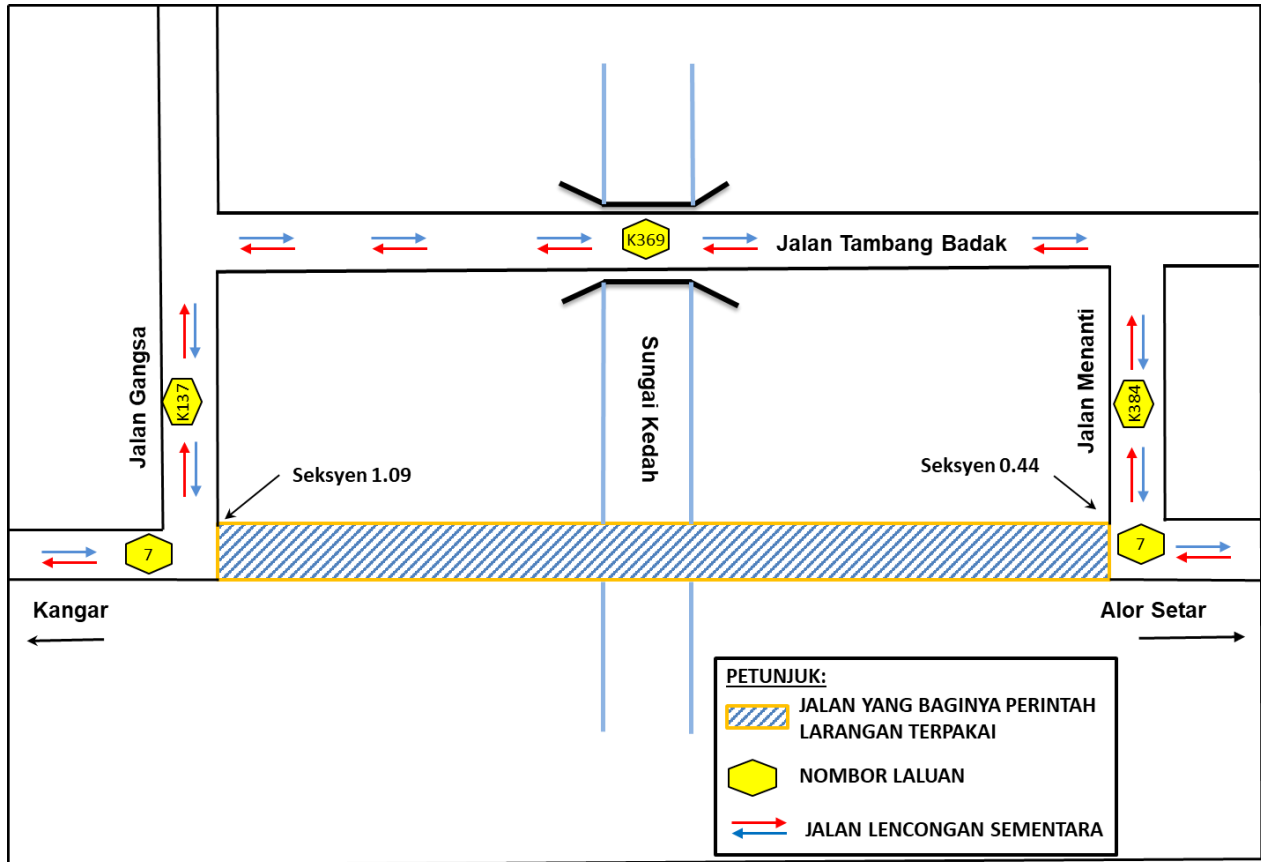 K369
Jalan Tambang Badak
Jalan Gangsa
K137
Sungai Kedah
Jalan Menanti
K384
Seksyen 1.09
Seksyen 0.44
7
7
Kangar
Alor Setar
PETUNJUK:
JALAN YANG BAGINYA PERINTAH
LARANGAN TERPAKAI
NOMBOR LALUAN
JALAN LENCONGAN SEMENTARA